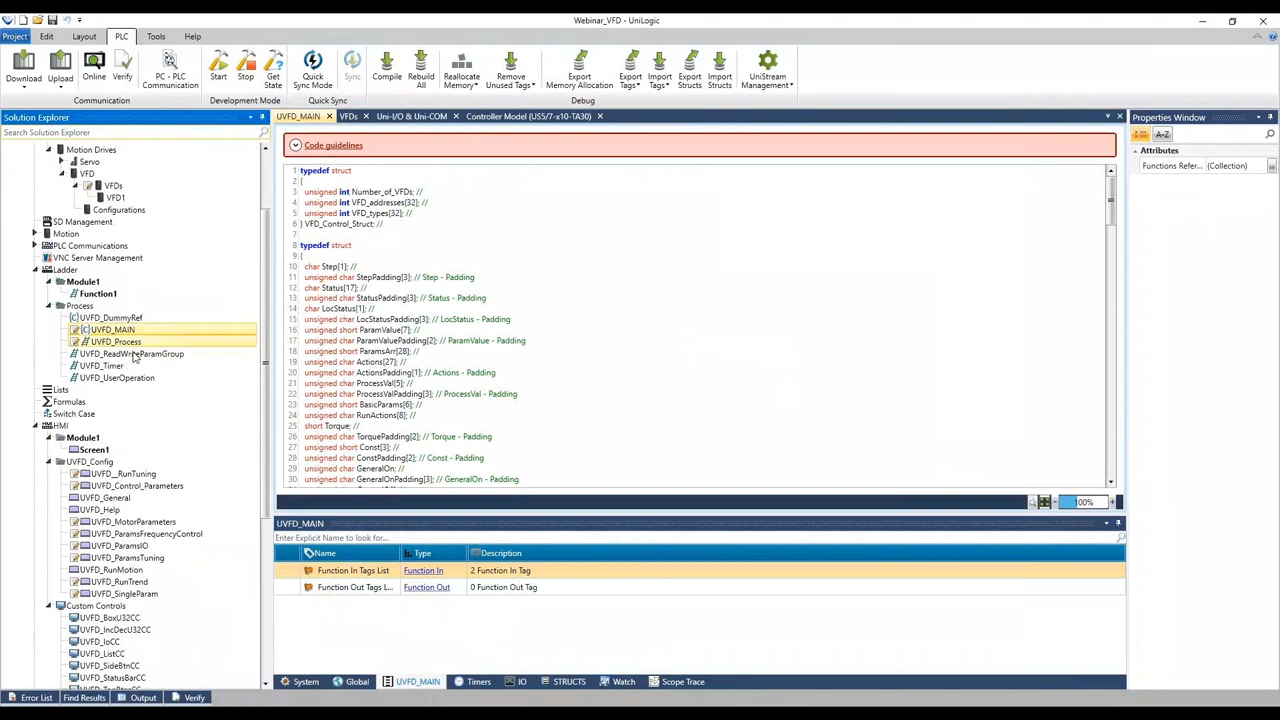 Webinar_VFD - UniLogic
Project Edit Layout PLC Tools Help
Download Upload Online Verify PC - PLC Communication Start Stop Get State Quick Sync Mode Sync Compile Rebuild All Reallocate Memory Remove Unused Tags Export Memory Allocation Export Tags Import Tags Export Structs Import Structs UniStream Management
Communication Development Mode Quick Sync Debug
Solution Explorer
Search Solution Explorer
Motion Drives
Servo
VFD
VFDs
VFD1
Configurations
SD Management
Motion
PLC Communications
VNC Server Management
Ladder
Module1
Function1
Process
UVFD_DummyRef
UVFD_MAIN
UVFD_Process
UVFD_ReadWriteParamGroup
UVFD_Timer
UVFD_UserOperation
Lists
Formulas
Switch Case
HMI
Module1
Screen1
UVFD_Config
UVFD__RunTuning
UVFD_Control_Parameters
UVFD_General
UVFD_Help
UVFD_MotorParameters
UVFD_ParamsFrequencyControl
UVFD_ParamsIO
UVFD_ParamsTuning
UVFD_RunMotion
UVFD_RunTrend
UVFD_SingleParam
Custom Controls
UVFD_BoxU32CC
UVFD_IncDecU32CC
UVFD_IoCC
UVFD_ListCC
UVFD_SideBtnCC
UVFD_StatusBarCC
UVFD_MAIN VFDs Uni-I/O & Uni-COM Controller Model (US5/7-x10-TA30)
Code guidelines
1 typedef struct
2 {
3 unsigned int Number_of_VFDs; //
4 unsigned int VFD_addresses[32]; //
5 unsigned int VFD_types[32]; //
6 } VFD_Control_Struct; //
7
8 typedef struct
9 {
10 char Step[1]; //
11 unsigned char StepPadding[3]; // Step - Padding
12 char Status[17]; //
13 unsigned char StatusPadding[3]; // Status - Padding
14 char LocStatus[1]; //
15 unsigned char LocStatusPadding[3]; // LocStatus - Padding
16 unsigned short ParamValue[7]; //
17 unsigned char ParamValuePadding[2]; // ParamValue - Padding
18 unsigned short ParamsArr[28]; //
19 unsigned char Actions[27]; //
20 unsigned char ActionsPadding[1]; // Actions - Padding
21 unsigned char ProcessVal[5]; //
22 unsigned char ProcessValPadding[3]; // ProcessVal - Padding
23 unsigned short BasicParams[6]; //
24 unsigned char RunActions[8]; //
25 short Torque; //
26 unsigned char TorquePadding[2]; // Torque - Padding
27 unsigned short Const[3]; //
28 unsigned char ConstPadding[2]; // Const - Padding
29 unsigned char GeneralOn; //
30 unsigned char GeneralOnPadding[3]; // GeneralOn - Padding
100%
UVFD_MAIN
Enter Explicit Name to look for...
Name Type Description
Function In Tags List Function In 2 Function In Tag
Function Out Tags L... Function Out 0 Function Out Tag
System Global UVFD_MAIN Timers IO STRUCTS Watch Scope Trace
Properties Window
Attributes
Functions Refer... (Collection)
Error List Find Results Output Verify